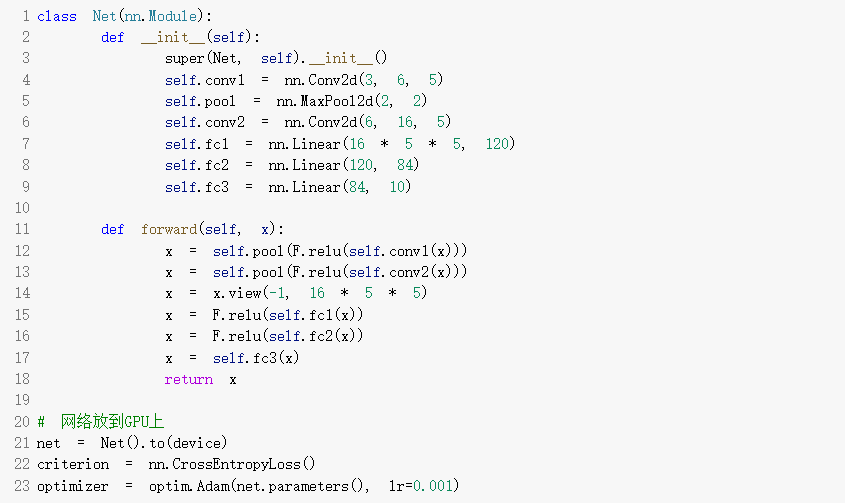 1 class Net(nn.Module):
2 def __init__(self):
3 super(Net, self).__init__()
4 self.conv1 = nn.Conv2d(3, 6, 5)
5 self.pool = nn.MaxPool2d(2, 2)
6 self.conv2 = nn.Conv2d(6, 16, 5)
7 self.fc1 = nn.Linear(16 * 5 * 5, 120)
8 self.fc2 = nn.Linear(120, 84)
9 self.fc3 = nn.Linear(84, 10)
10
11 def forward(self, x):
12 x = self.pool(F.relu(self.conv1(x)))
13 x = self.pool(F.relu(self.conv2(x)))
14 x = x.view(-1, 16 * 5 * 5)
15 x = F.relu(self.fc1(x))
16 x = F.relu(self.fc2(x))
17 x = self.fc3(x)
18 return x
19
20 # 网络放到GPU上
21 net = Net().to(device)
22 criterion = nn.CrossEntropyLoss()
23 optimizer = optim.Adam(net.parameters(), lr=0.001)